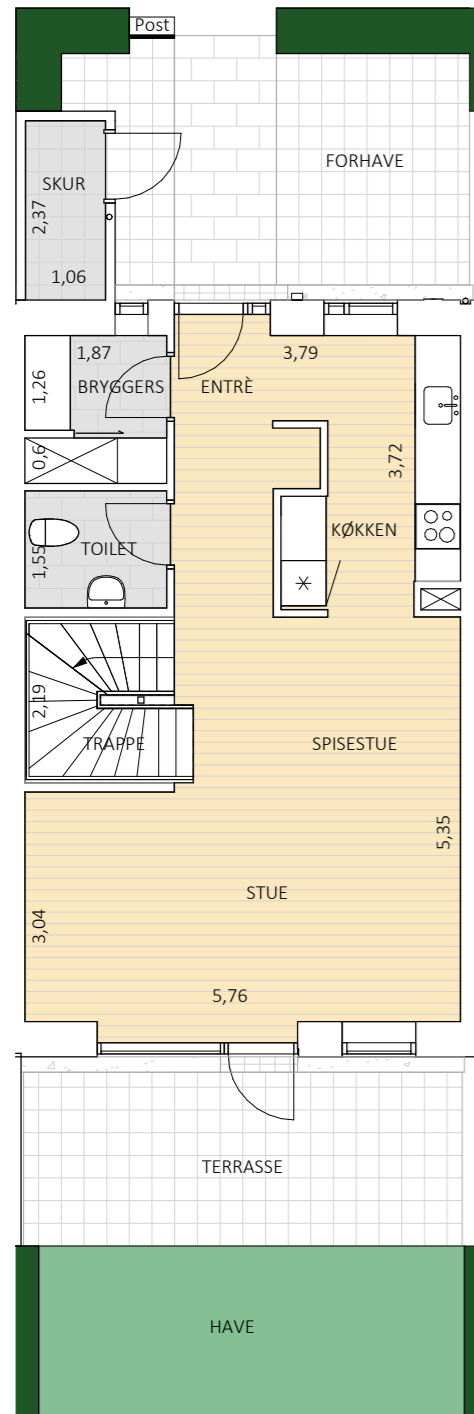 Post
FORHAVE
SKUR
2,37
1,06
1,87
3,79
1,26
BRYGGERS
ENTRÈ
3,72
0,6
KØKKEN
1,55
TOILET
2,19
TRAPPE
SPISESTUE
5,35
STUE
3,04
5,76
TERRASSE
HAVE